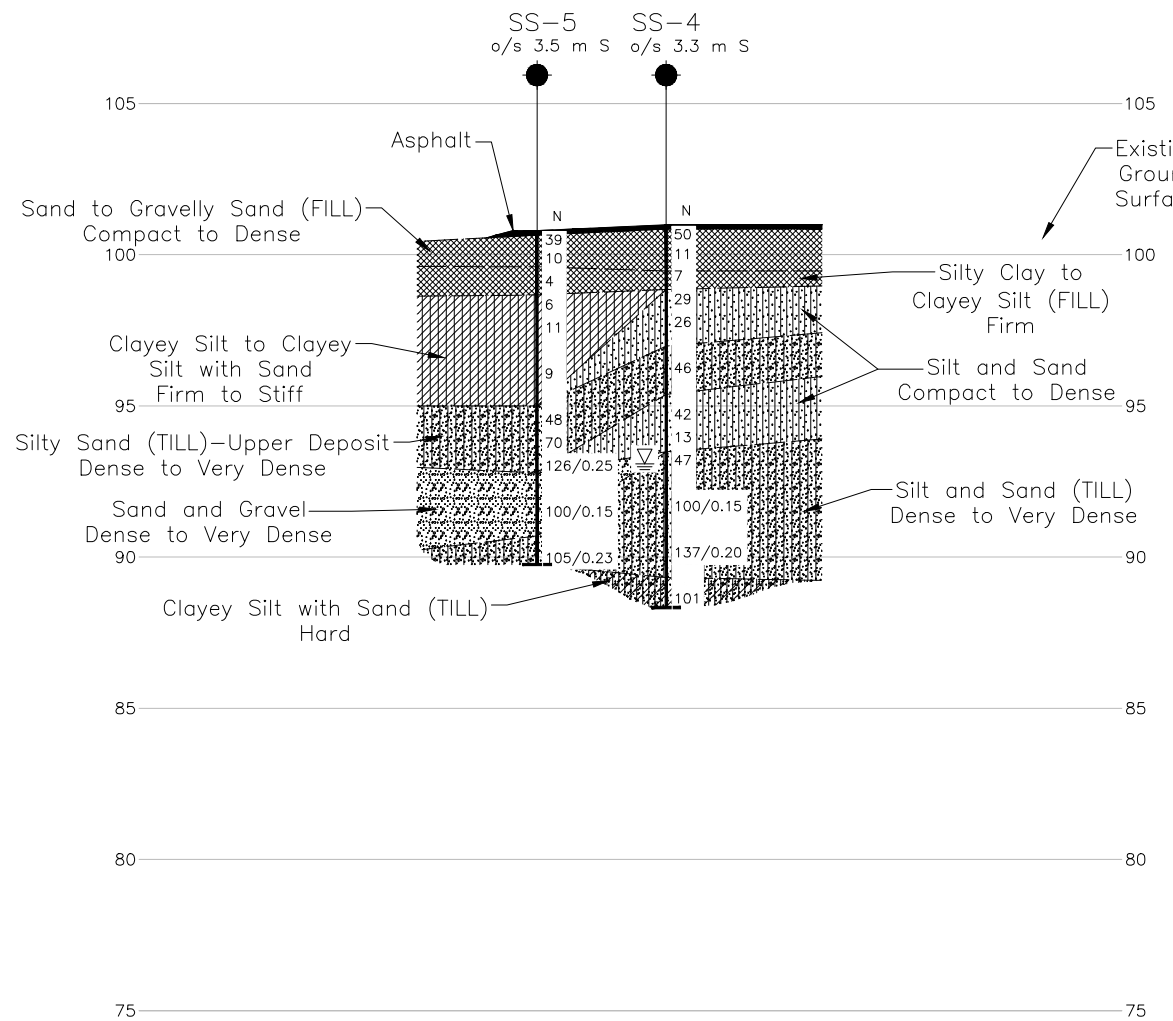 SS-5
o/s 3.5 m S
SS-4
o/s 3.3 m S
105
105
Asphalt
Sand to Gravelly Sand (FILL)
Compact to Dense
N
N
39
10
4
6
11
9
48
70
126/0.25
100/0.15
105/0.23
50
11
7
29
26
46
42
13
47
100/0.15
137/0.20
101
100
100
Silty Clay to
Clayey Silt (FILL)
Firm
Clayey Silt to Clayey
Silt with Sand
Firm to Stiff
Silt and Sand
Compact to Dense
95
95
Silty Sand (TILL)-Upper Deposit
Dense to Very Dense
Sand and Gravel
Dense to Very Dense
Silt and Sand (TILL)
Dense to Very Dense
90
90
Clayey Silt with Sand (TILL)
Hard
85
85
80
80
75
75